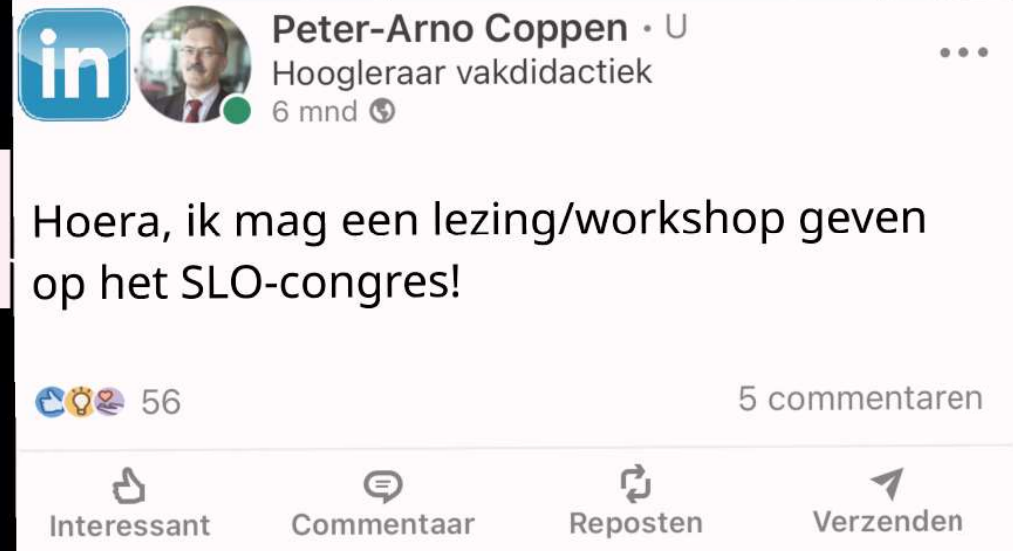 in
Peter-Arno Coppen · U
Hoogleraar vakdidactiek
6 mnd
Hoera, ik mag een lezing/workshop geven
op het SLO-congres!
56
5 commentaren
Interessant
Commentaar
Reposten
Verzenden